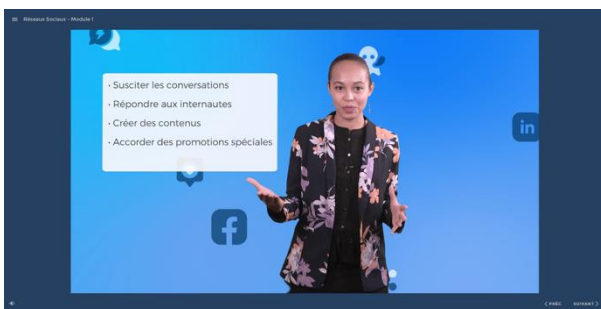 Réseaux Sociaux - Module 1
• Susciter les conversations
• Répondre aux internautes
• Créer des contenus
• Accorder des promotions spéciales
in
f
< PRÉC
SUIVANT >